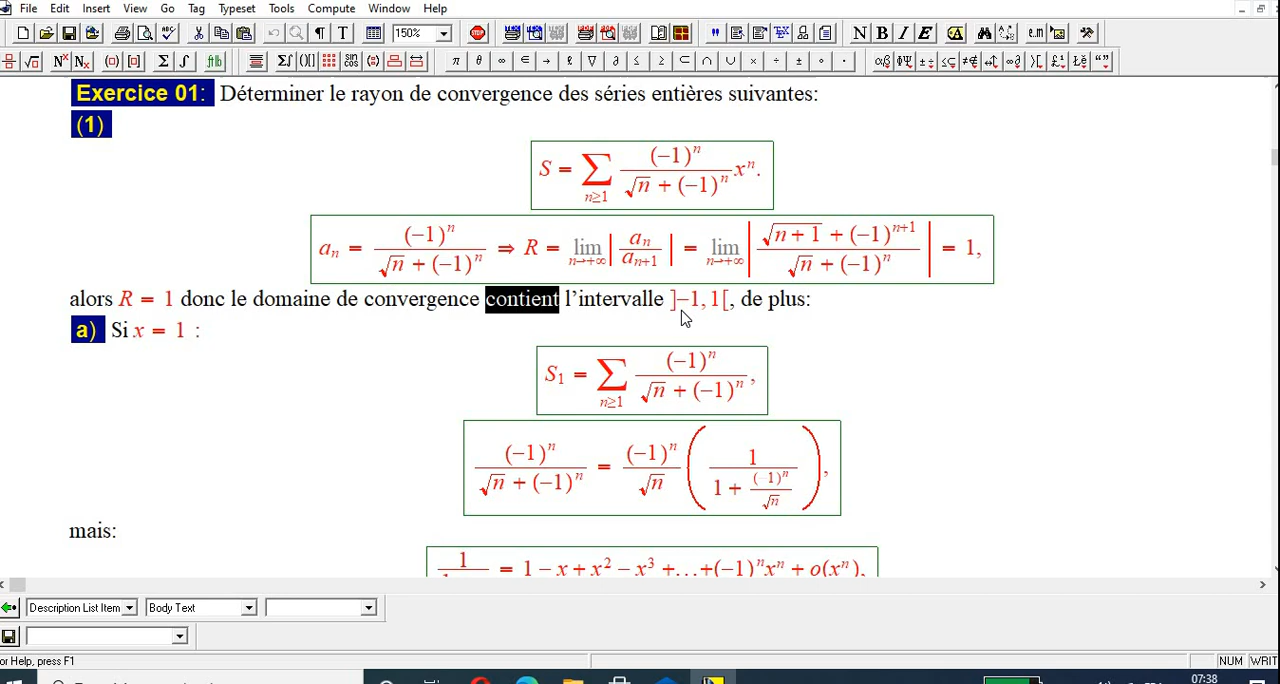 File Edit View Insert Go Tag Typeset Tools Compute Window Help
150%
Exercice 01: Déterminer le rayon de convergence des séries entières suivantes:
(1)
S = ∑_{n≥1} (−1)^n / (√n + (−1)^n) x^n.
a_n = (−1)^n / (√n + (−1)^n) ⇒ R = lim_{n→+∞} |a_n / a_{n+1}| = lim_{n→+∞} |(√(n+1) + (−1)^{n+1}) / (√n + (−1)^n)| = 1,
alors R = 1 donc le domaine de convergence contient l’intervalle ]−1, 1[, de plus:
a) Si x = 1 :
S_1 = ∑_{n≥1} (−1)^n / (√n + (−1)^n),
(−1)^n / (√n + (−1)^n) = (−1)^n / √n (1 / (1 + (−1)^n / √n)),
mais:
= 1 − x + x^2 − x^3 +...+(−1)^n x^n + o(x^n),
Description List Item Body Text
or Help, press F1 NUM WRIT
07:38